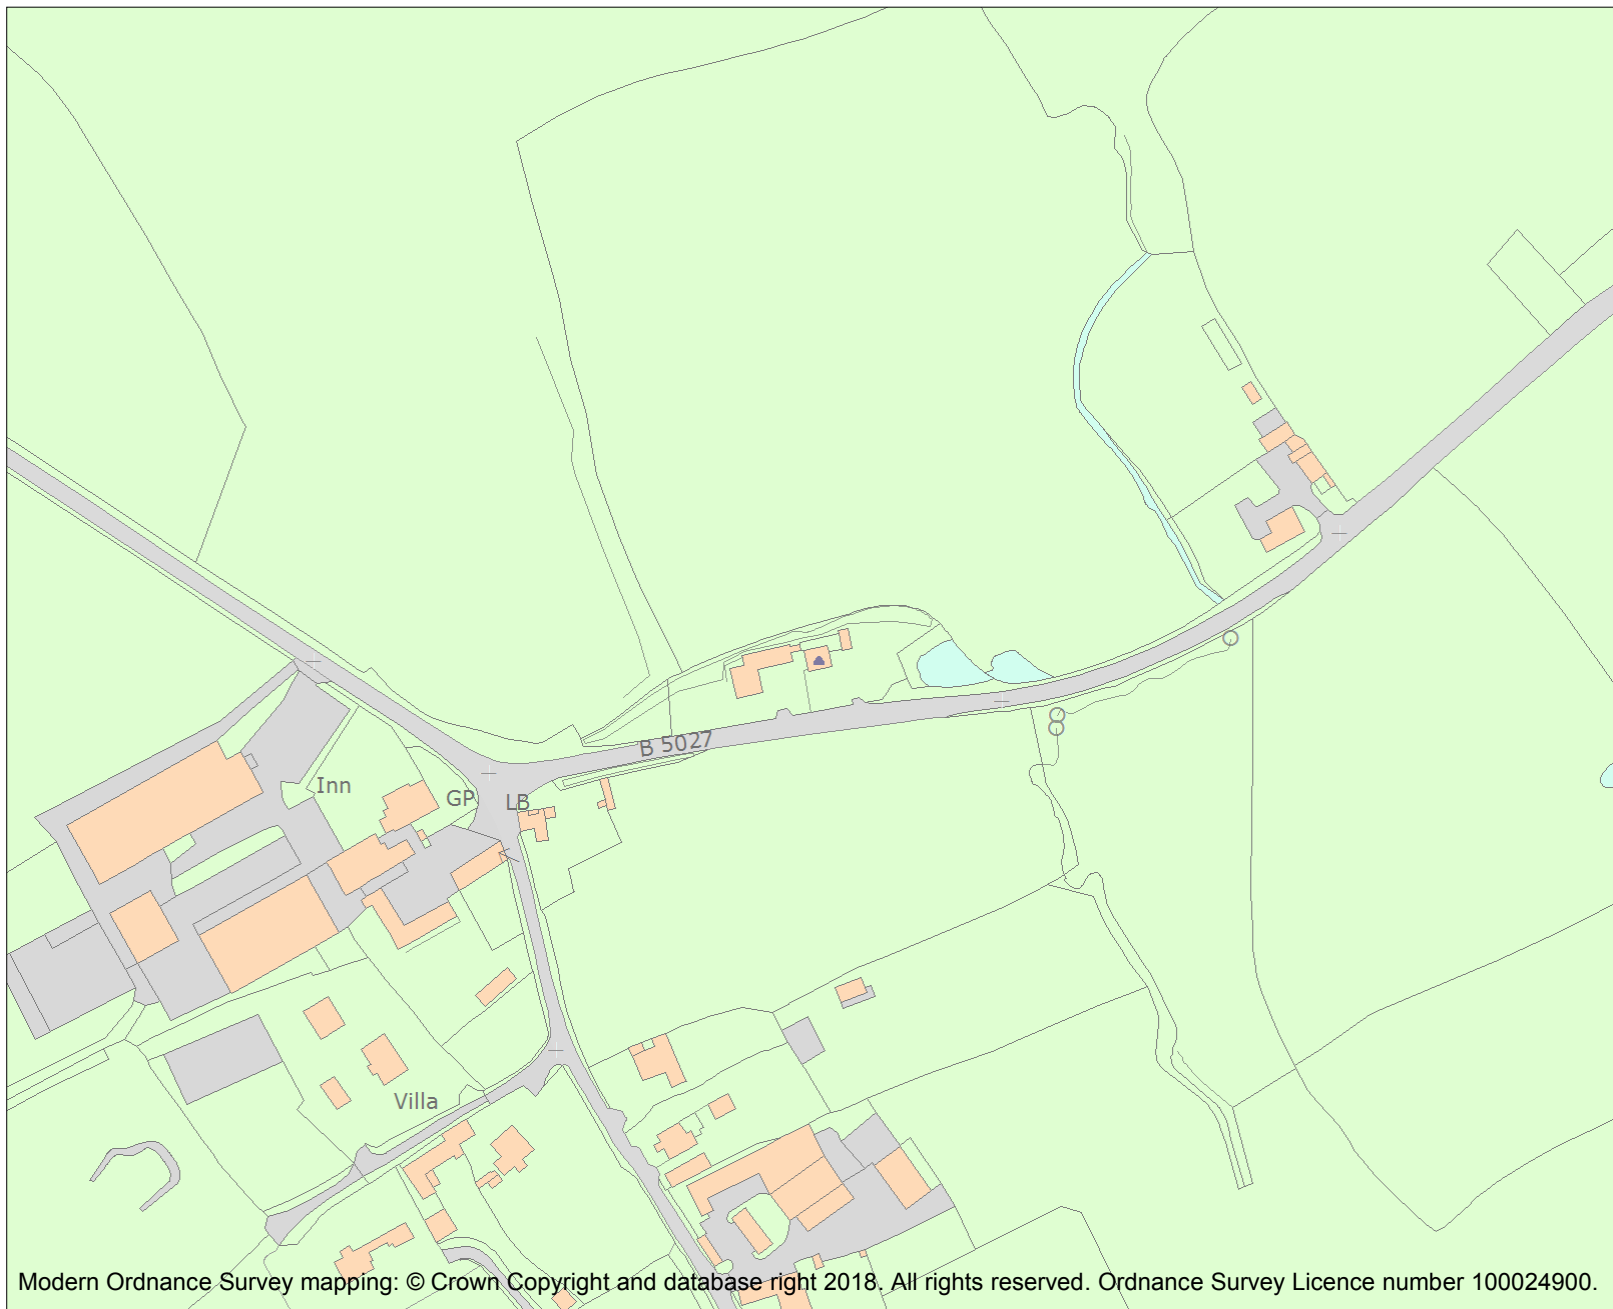 B 5027
Inn
GP
LB
Villa
Modern Ordnance Survey mapping: © Crown Copyright and database right 2018. All rights reserved. Ordnance Survey Licence number 100024900.